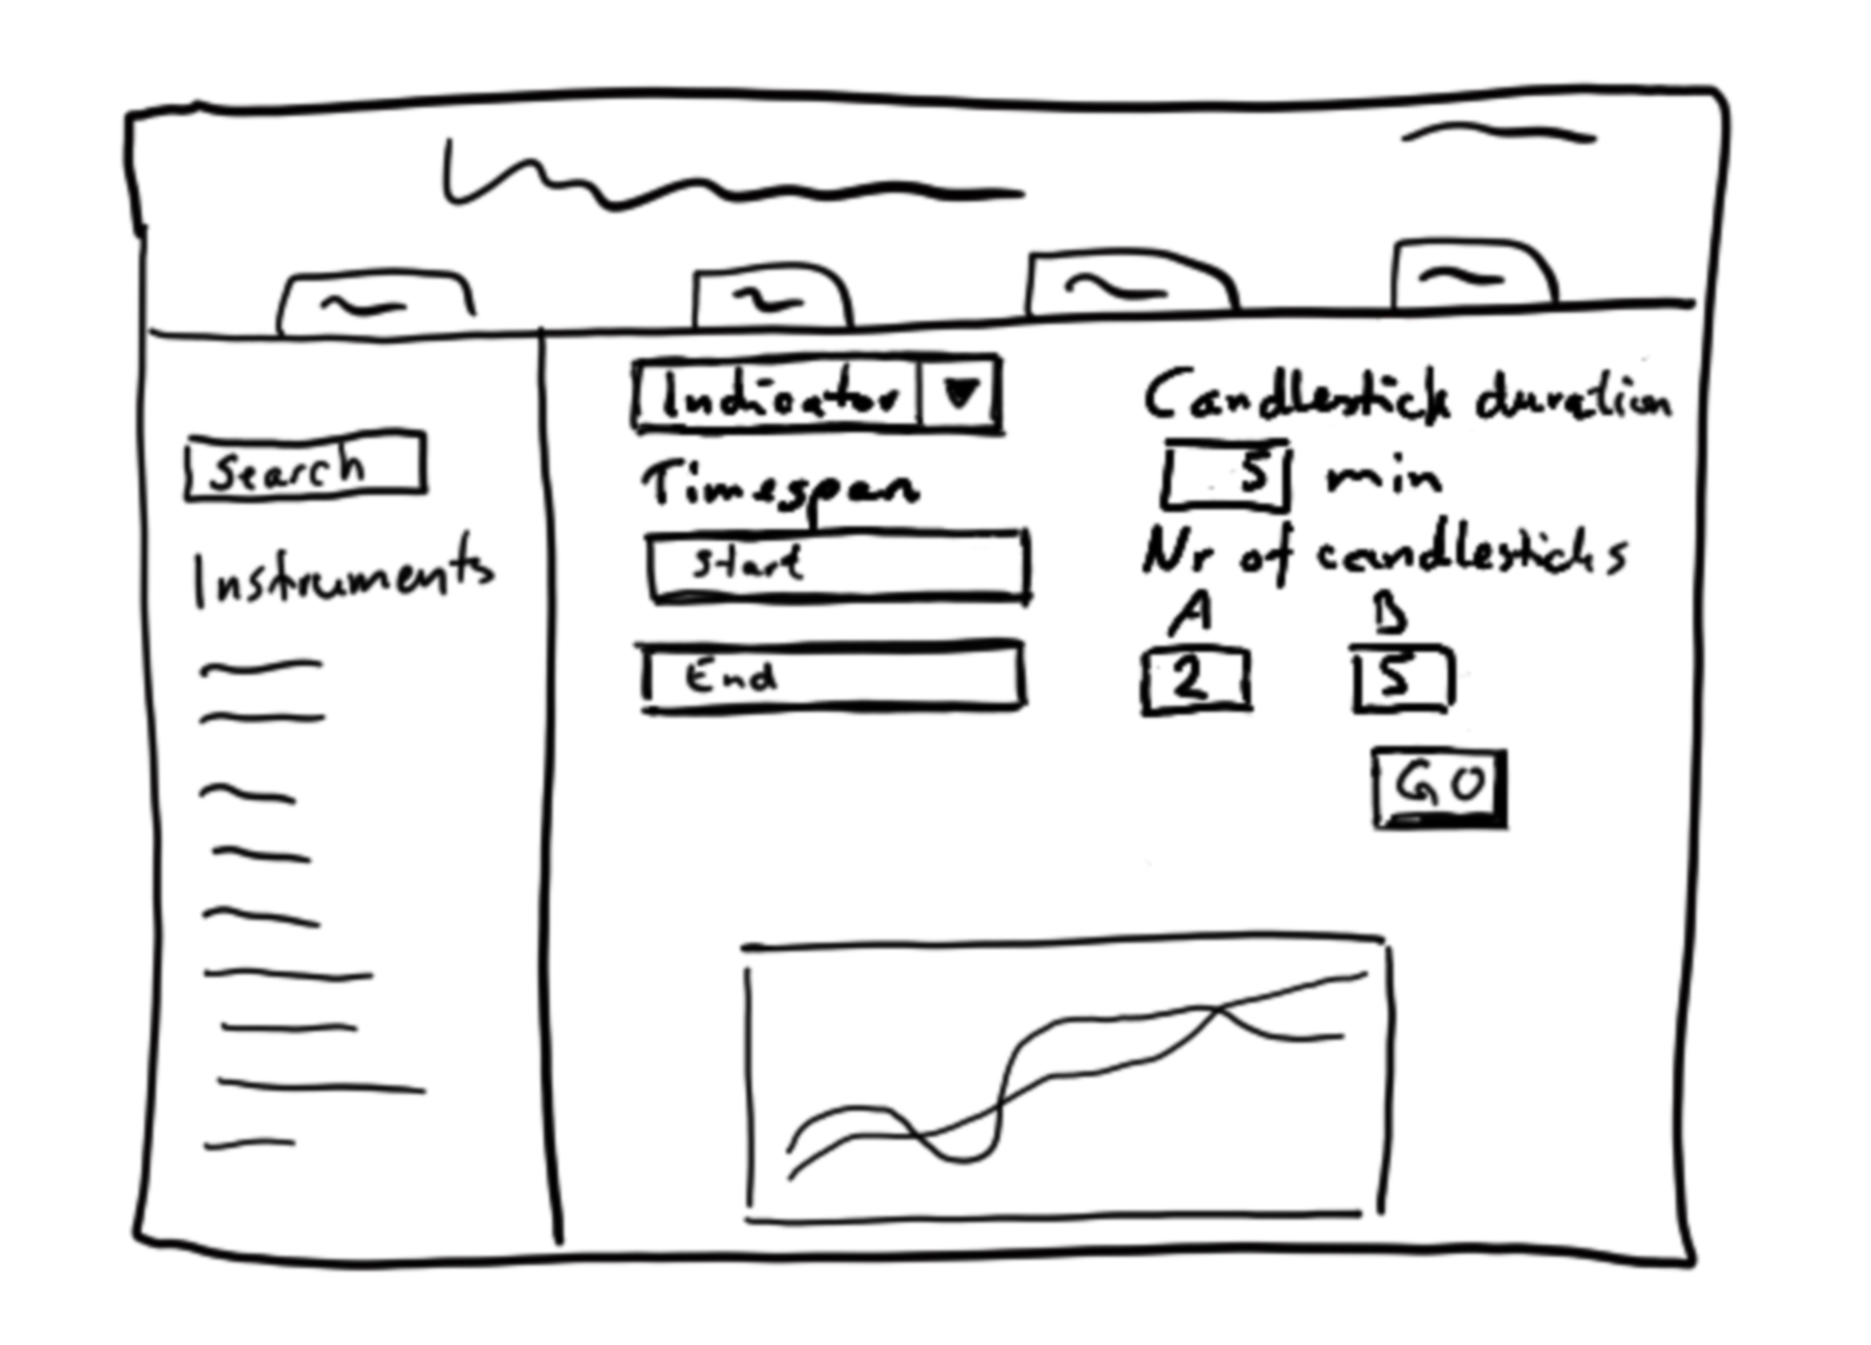 Search
Instruments
Indicator
Timespan
Start
End
Candlestick duration
5 min
Nr of candlesticks
A B
2 5
GO